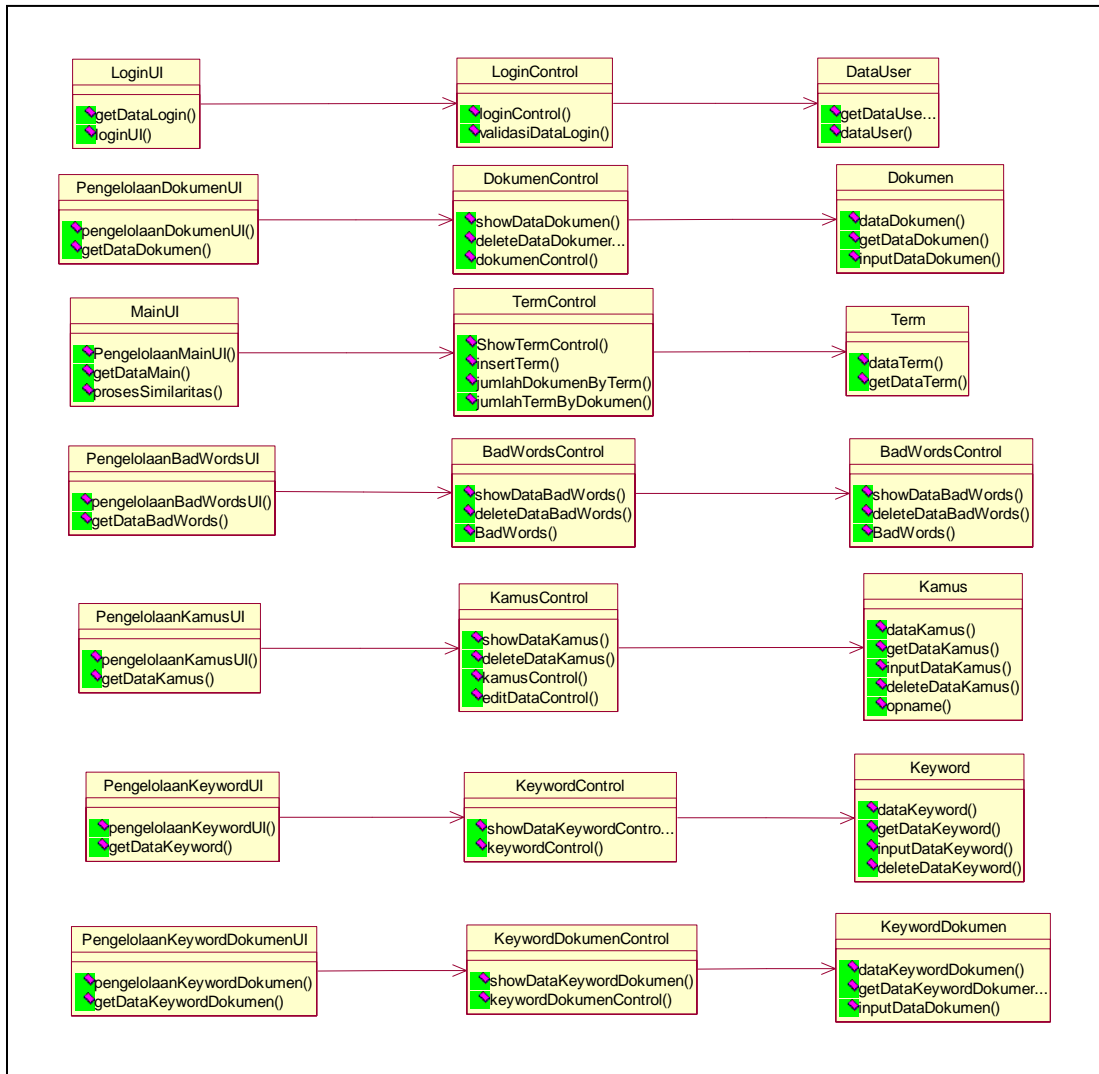 LoginUI
getDataLogin()
loginUI()
LoginControl
loginControl()
validasiDataLogin()
DataUser
getDataUse...
dataUser()
PengelolaanDokumenUI
pengelolaanDokumenUI()
getDataDokumen()
DokumenControl
showDataDokumen()
deleteDataDokumer...
dokumenControl()
Dokumen
dataDokumen()
getDataDokumen()
inputDataDokumen()
MainUI
PengelolaanMainUI()
getDataMain()
prosesSimilaritas()
TermControl
ShowTermControl()
insertTerm()
jumlahDokumenByTerm()
jumlahTermByDokumen()
Term
dataTerm()
getDataTerm()
PengelolaanBadWordsUI
pengelolaanBadWordsUI()
getDataBadWords()
BadWordsControl
showDataBadWords()
deleteDataBadWords()
BadWords()
BadWordsControl
showDataBadWords()
deleteDataBadWords()
BadWords()
PengelolaanKamusUI
pengelolaanKamusUI()
getDataKamus()
KamusControl
showDataKamus()
deleteDataKamus()
kamusControl()
editDataControl()
Kamus
dataKamus()
getDataKamus()
inputDataKamus()
deleteDataKamus()
opname()
PengelolaanKeywordUI
pengelolaanKeywordUI()
getDataKeyword()
KeywordControl
showDataKeywordContro...
keywordControl()
Keyword
dataKeyword()
getDataKeyword()
inputDataKeyword()
deleteDataKeyword()
PengelolaanKeywordDokumenUI
pengelolaanKeywordDokumen()
getDataKeywordDokumen()
KeywordDokumenControl
showDataKeywordDokumen()
keywordDokumenControl()
KeywordDokumen
dataKeywordDokumen()
getDataKeywordDokumer...
inputDataDokumen()